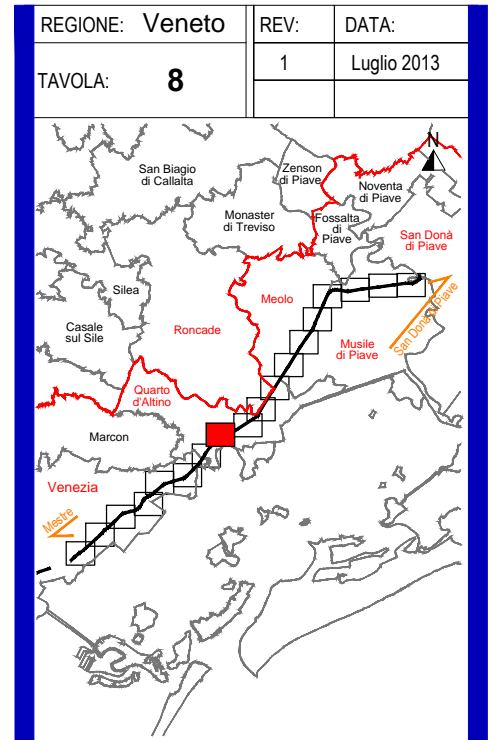 REGIONE: Veneto
REV:
DATA:
TAVOLA: 8
1
Luglio 2013
N
San Biagio
di Callalta
Zenson
di Piave
Noventa
di Piave
Monaster
di Treviso
Fossalta
di
Piave
San Donà
di Piave
Silea
Meolo
Casale
sul Sile
Roncade
Musile
di Piave
San Donà di Piave
Quarto
d'Altino
Marcon
Venezia
Mestre